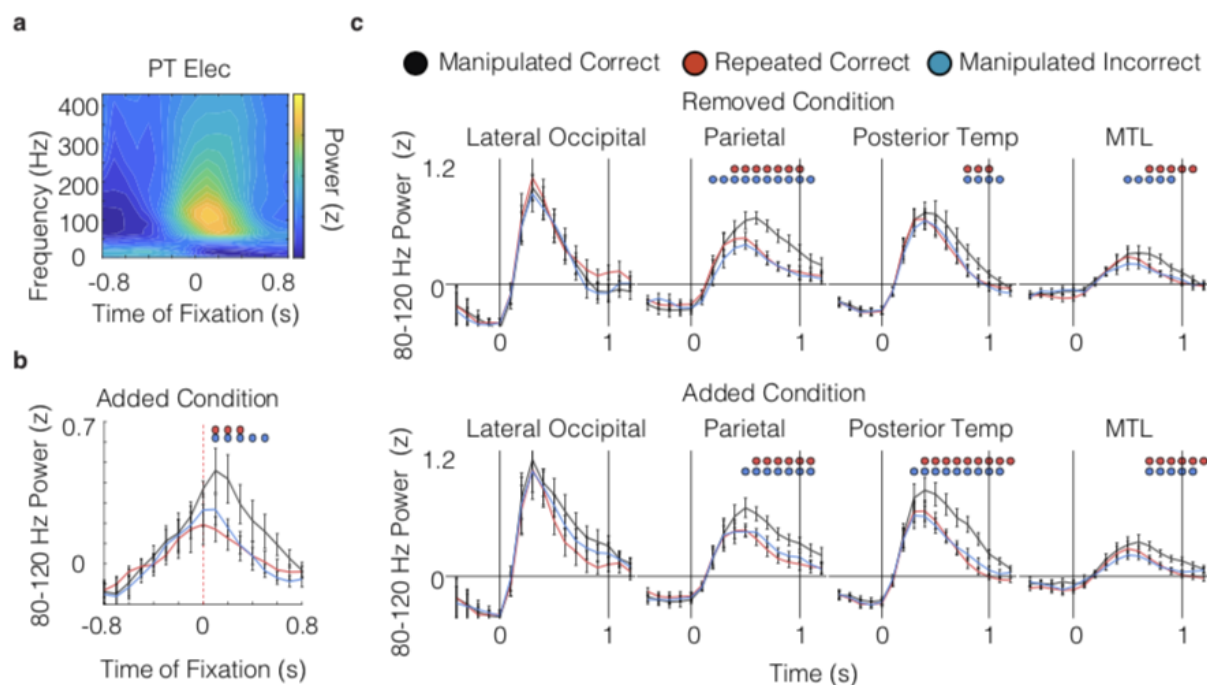 a
PT Elec
400
300
200
100
0
Frequency (Hz)
-0.8 0 0.8
Time of Fixation (s)
Power (z)
b
Added Condition
0.7
0
80-120 Hz Power (z)
-0.8 0 0.8
Time of Fixation (s)
c
Manipulated Correct Repeated Correct Manipulated Incorrect
Removed Condition
Lateral Occipital Parietal Posterior Temp MTL
1.2
0
80-120 Hz Power (z)
0 1 0 1 0 1 0 1
Added Condition
Lateral Occipital Parietal Posterior Temp MTL
1.2
0
80-120 Hz Power (z)
0 1 0 1 0 1 0 1
Time (s)